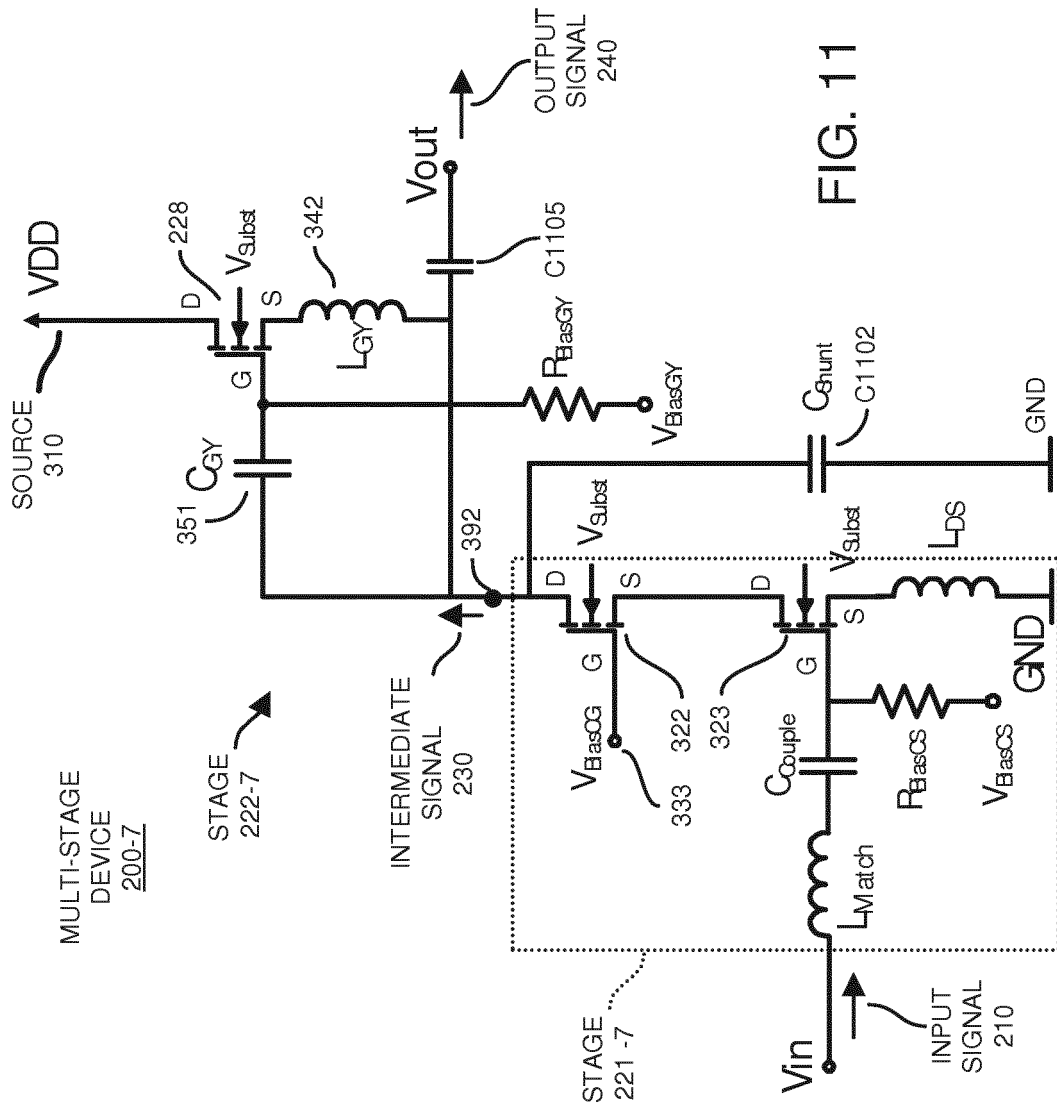 MULTI-STAGE
DEVICE
200-7
STAGE
222-7
SOURCE
310
VDD
D
228
VSubst
G
S
CGY
351
LGY
342
Vout
OUTPUT
SIGNAL
240
C1105
RBiasGY
VBiasGY
INTERMEDIATE
SIGNAL
230
392
D
VSubst
G
S
VBiasCG
333
322
323
D
VSubst
G
S
CShunt
C1102
GND
LDS
GND
CCouple
LMatch
RBiasCS
VBiasCS
STAGE
221 -7
Vin
INPUT
SIGNAL
210
FIG. 11